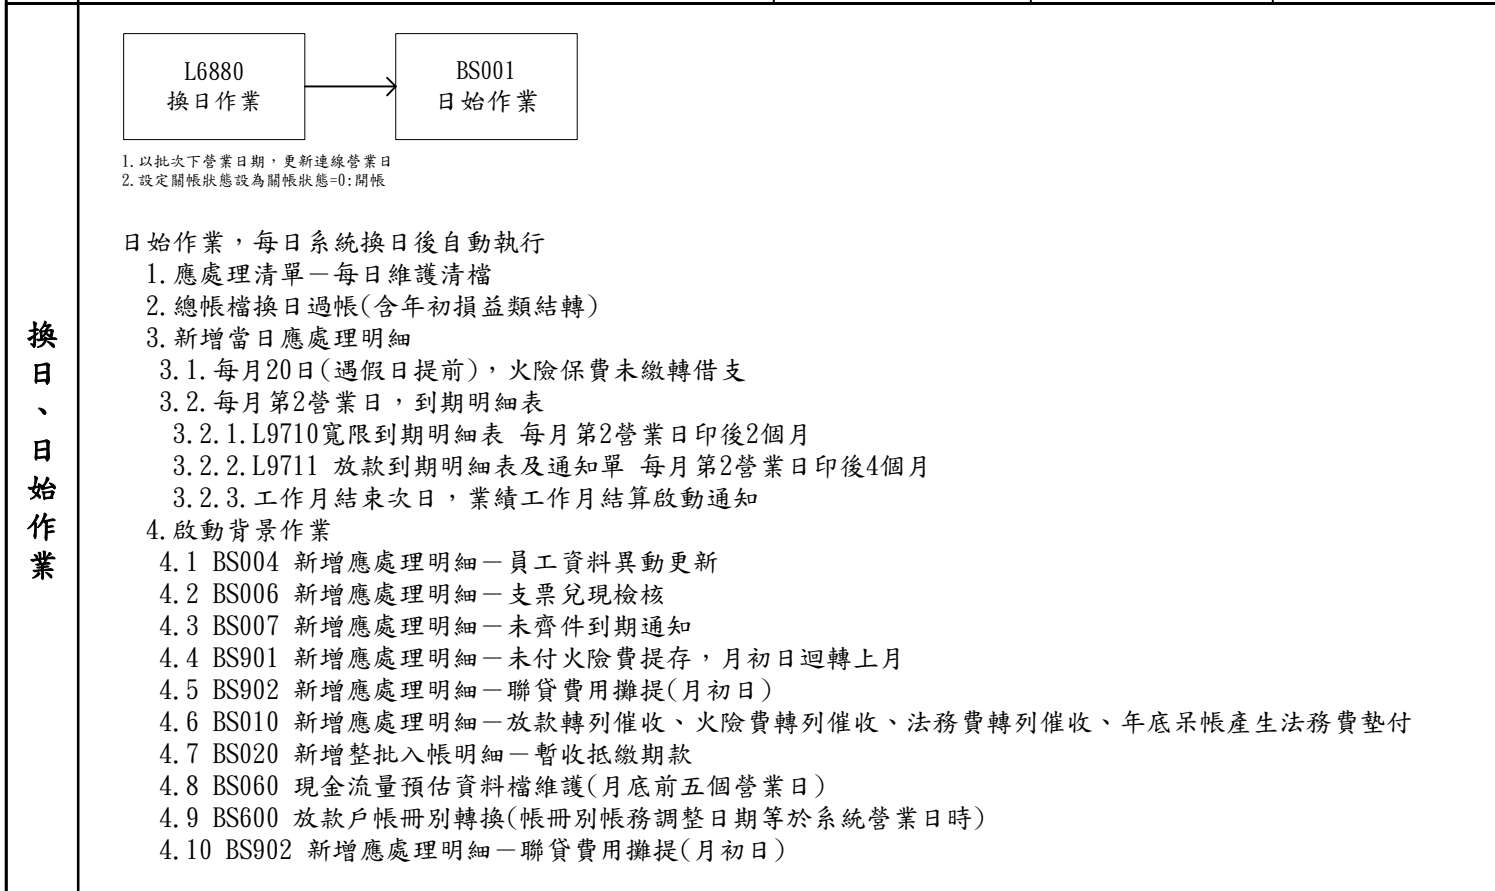 換日、日始作業
L6880
換日作業
BS001
日始作業
1.以批次下營業日期，更新連線營業日
2.設定關帳狀態設為關帳狀態=0:開帳
日始作業，每日系統換日後自動執行
1.應處理清單－每日維護清檔
2.總帳檔換日過帳(含年初損益類結轉)
3.新增當日應處理明細
3.1.每月20日(遇假日提前)，火險保費未繳轉借支
3.2.每月第2營業日，到期明細表
3.2.1.L9710寬限到期明細表 每月第2營業日印後2個月
3.2.2.L9711 放款到期明細表及通知單 每月第2營業日印後4個月
3.2.3.工作月結束次日，業績工作月結算啟動通知
4.啟動背景作業
4.1 BS004 新增應處理明細－員工資料異動更新
4.2 BS006 新增應處理明細－支票兌現檢核
4.3 BS007 新增應處理明細－未齊件到期通知
4.4 BS901 新增應處理明細－未付火險費提存，月初日迴轉上月
4.5 BS902 新增應處理明細－聯貸費用攤提(月初日)
4.6 BS010 新增應處理明細－放款轉列催收、火險費轉列催收、法務費轉列催收、年底呆帳產生法務費墊付
4.7 BS020 新增整批入帳明細－暫收抵繳期款
4.8 BS060 現金流量預估資料檔維護(月底前五個營業日)
4.9 BS600 放款戶帳冊別轉換(帳冊別帳務調整日期等於系統營業日時)
4.10 BS902 新增應處理明細－聯貸費用攤提(月初日)